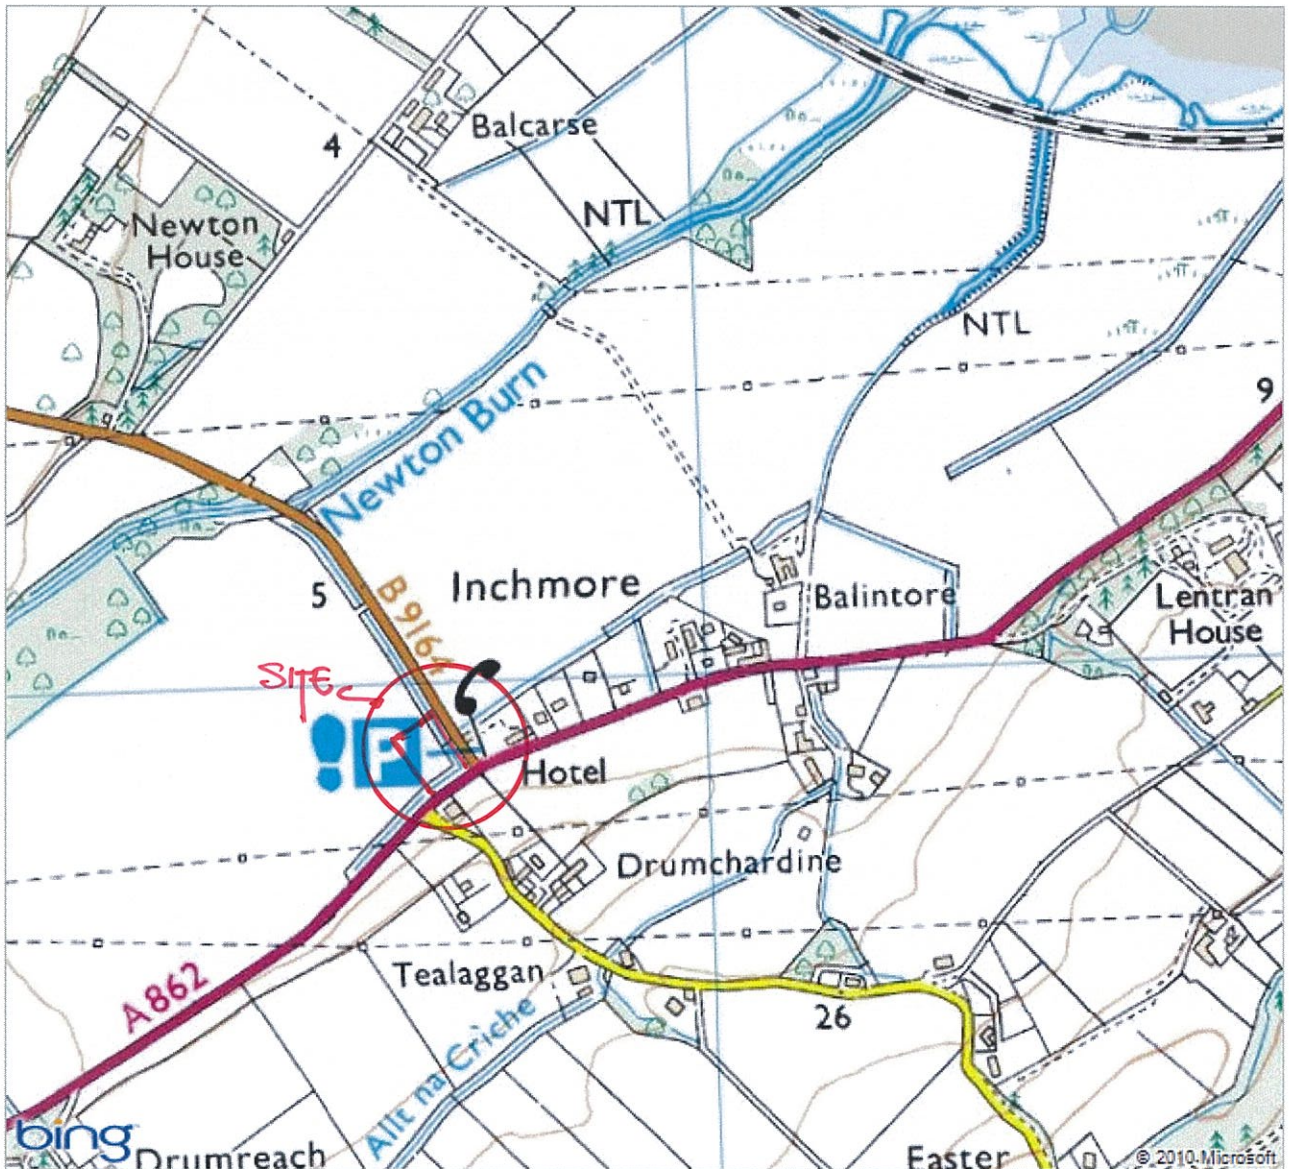 Balcarse
4
NTL
Newton
House
NTL
9
Newton Burn
Inchmore
5
B9164
Balintore
Lentran
House
SITE
P
Hotel
Drumchardine
Tealaggan
A862
26
Allt na Crìche
bing
Drumreach
Easter
© 2010 Microsoft